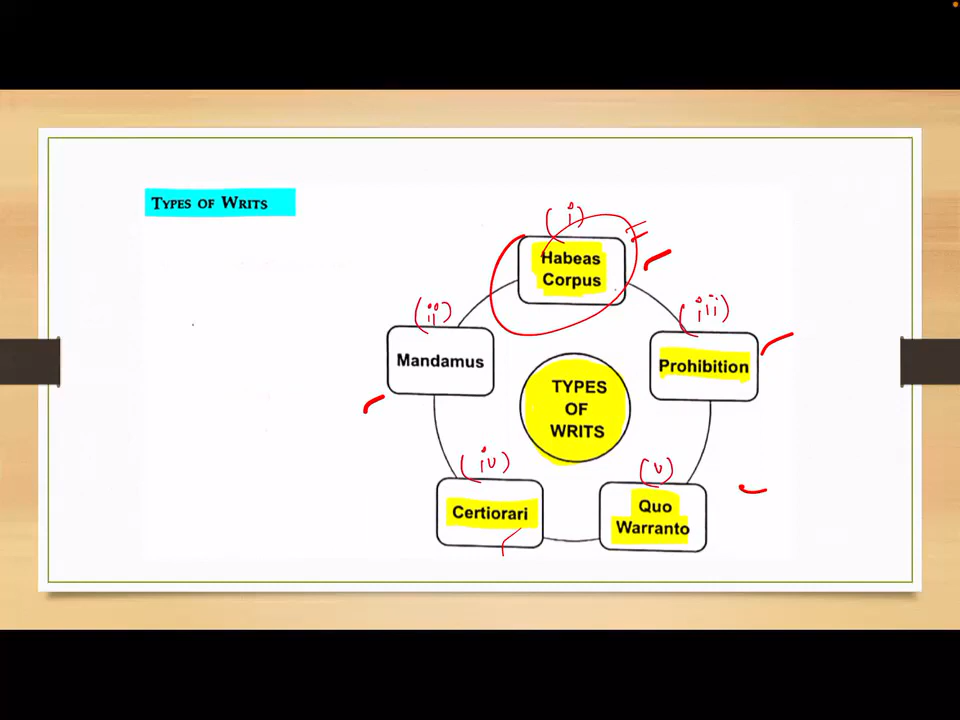 TYPES OF WRITS
(i)
Habeas
Corpus
(ii)
Mandamus
(iii)
Prohibition
TYPES
OF
WRITS
(iv)
Certiorari
(v)
Quo
Warranto